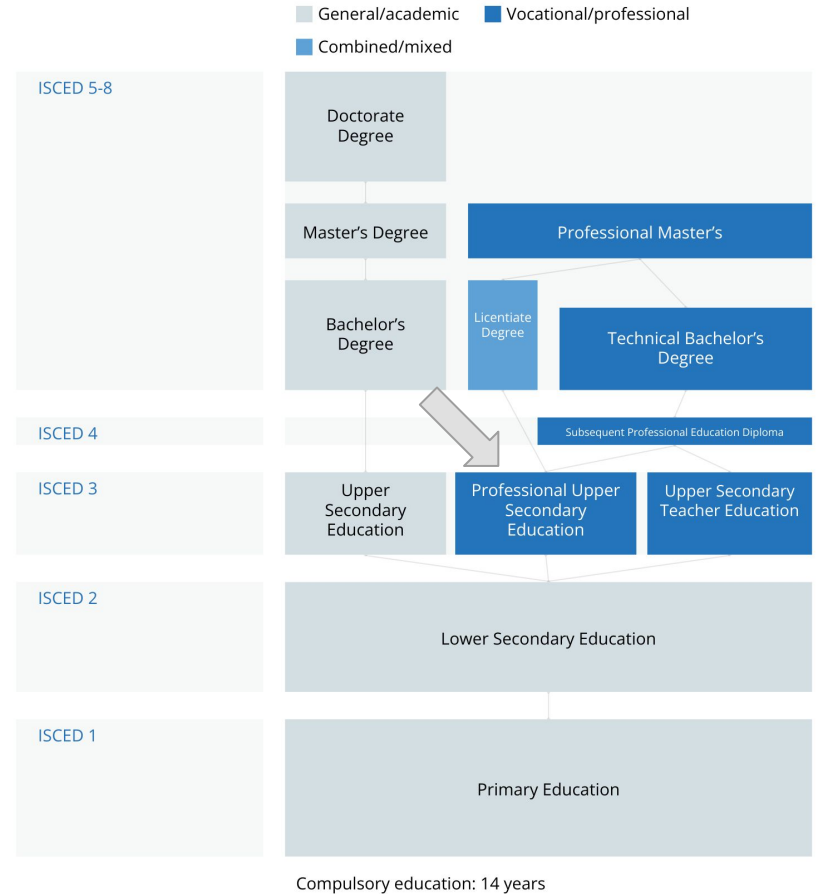 General/academic
Vocational/professional
Combined/mixed
ISCED 5-8
Doctorate
Degree
Master’s Degree
Professional Master’s
Bachelor’s
Degree
Licentiate
Degree
Technical Bachelor’s
Degree
ISCED 4
Subsequent Professional Education Diploma
ISCED 3
Upper
Secondary
Education
Professional Upper
Secondary
Education
Upper Secondary
Teacher Education
ISCED 2
Lower Secondary Education
ISCED 1
Primary Education
Compulsory education: 14 years